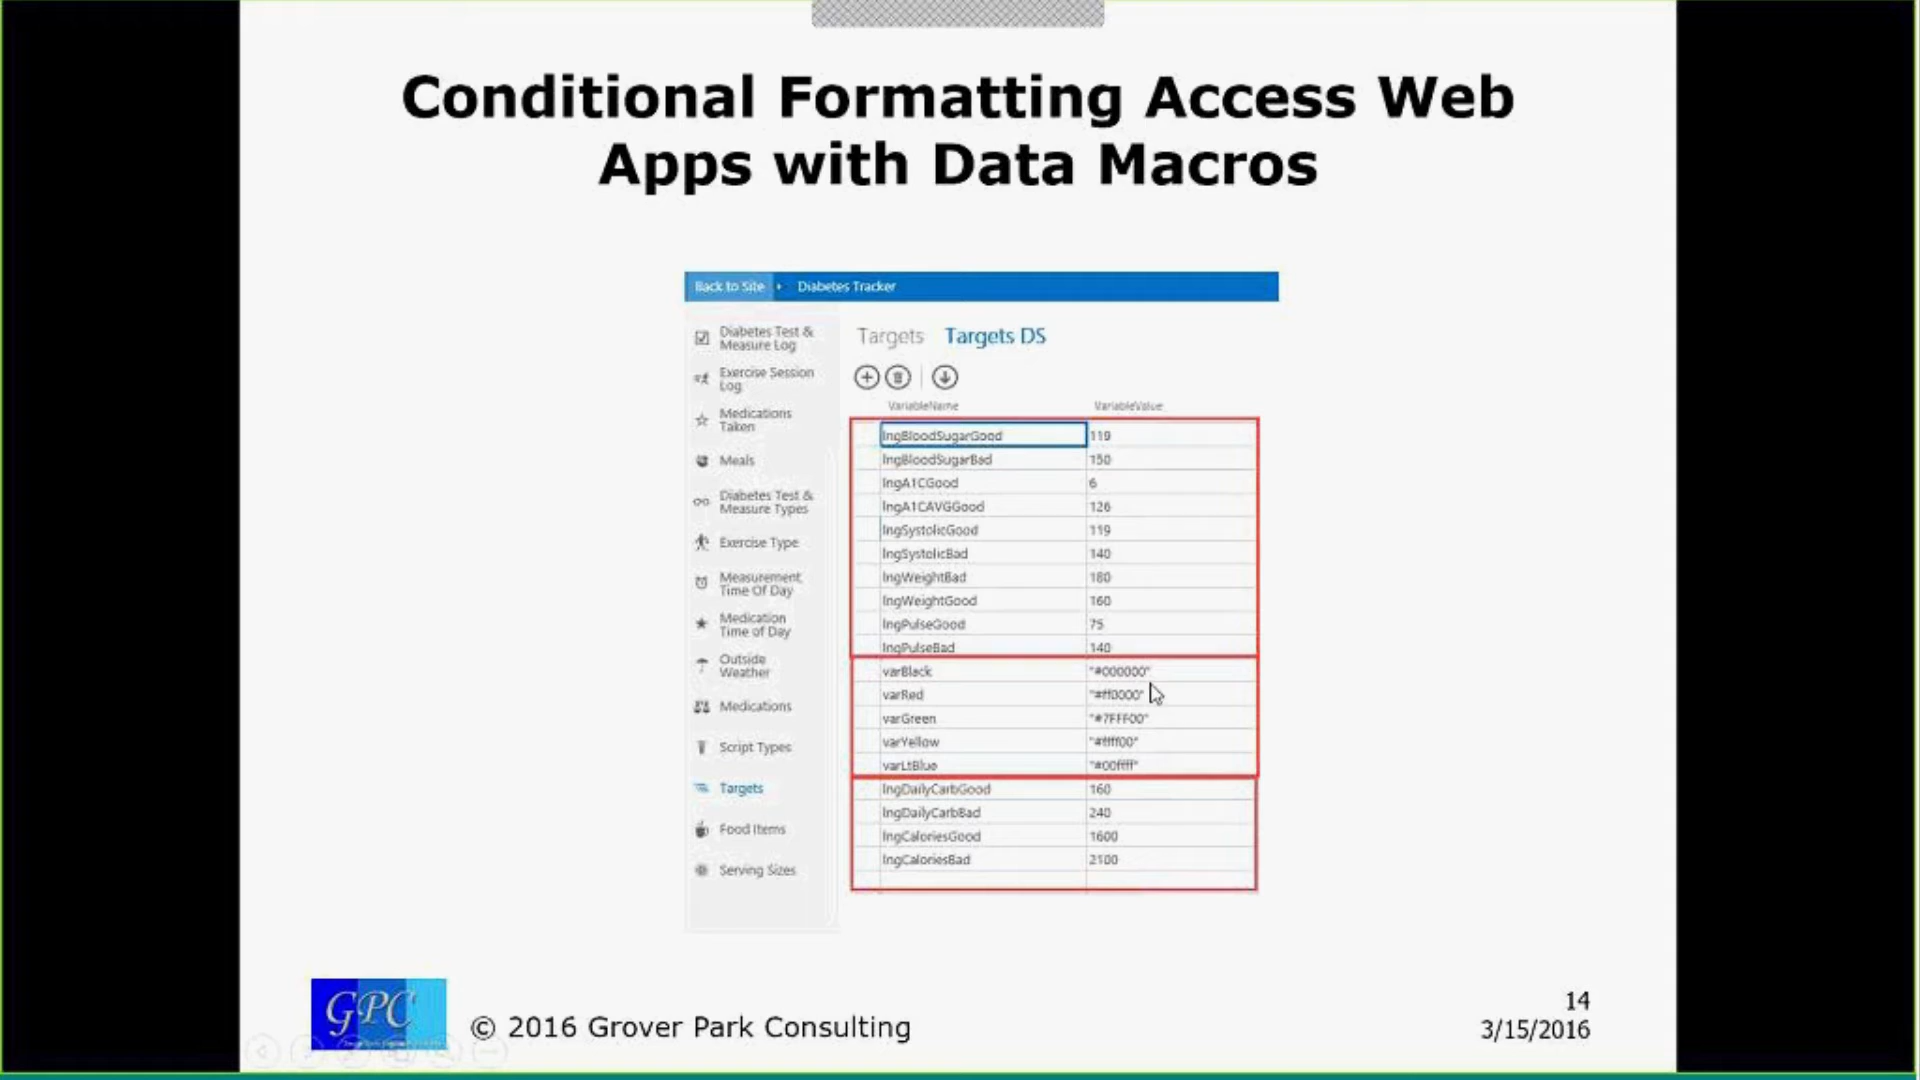 Conditional Formatting Access Web
Apps with Data Macros
Back to Site
Diabetes Tracker
Diabetes Test &
Measure Log
Exercise Session
Log
Medications
Taken
Meals
Diabetes Test &
Measure Types
Exercise Type
Measurement
Time Of Day
Medication
Time of Day
Outside
Weather
Medications
Script Types
Targets
Food Items
Serving Sizes
Targets Targets DS
VariableName VariableValue
lngBloodSugarGood 119
lngBloodSugarBad 150
lngA1CGood 6
lngA1CAVGGood 126
lngSystolicGood 119
lngSystolicBad 140
lngWeightBad 180
lngWeightGood 160
lngPulseGood 75
lngPulseBad 140
varBlack "#000000"
varRed "#ff0000"
varGreen "#7FFF00"
varYellow "#ffff00"
varLtBlue "#00ffff"
lngDailyCarbGood 160
lngDailyCarbBad 240
lngCaloriesGood 1600
lngCaloriesBad 2100
GPC
© 2016 Grover Park Consulting
14
3/15/2016